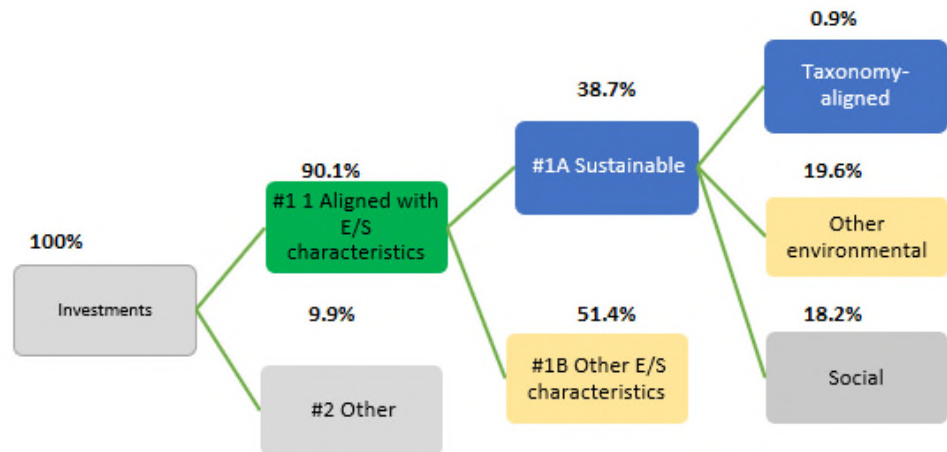 0.9%
Taxonomy-
aligned
38.7%
#1A Sustainable
90.1%
#1 1 Aligned with
E/S
characteristics
19.6%
Other
environmental
100%
Investments
9.9%
#2 Other
51.4%
#1B Other E/S
characteristics
18.2%
Social